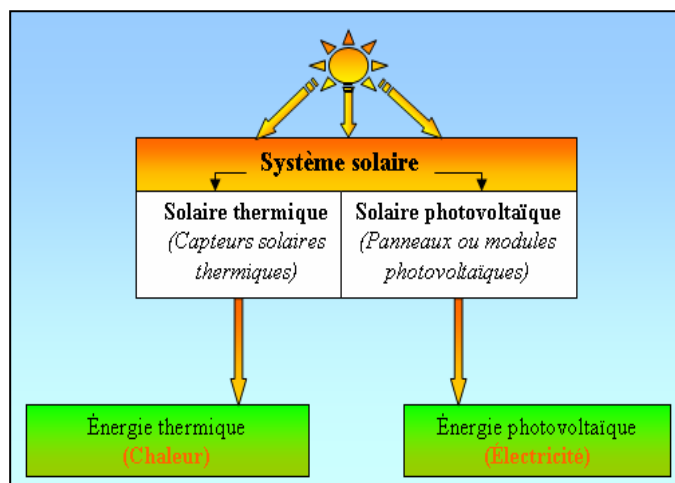 Système solaire
Solaire thermique
(Capteurs solaires
thermiques)
Solaire photovoltaïque
(Panneaux ou modules
photovoltaïques)
Énergie thermique
(Chaleur)
Énergie photovoltaïque
(Électricité)